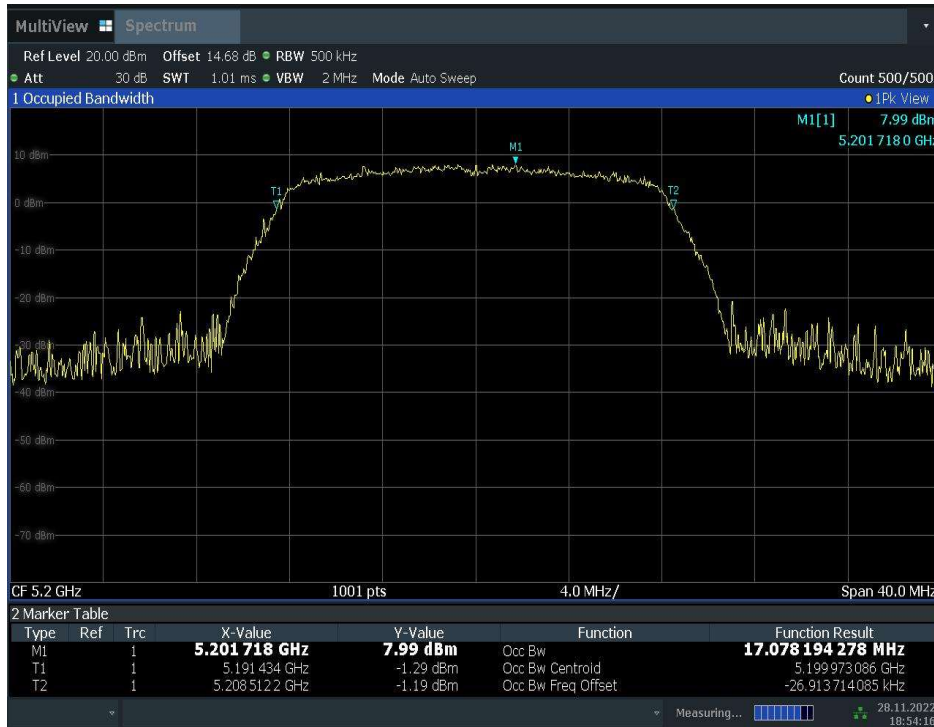 MultiView Spectrum
Ref Level 20.00 dBm Offset 14.68 dB RBW 500 kHz
Att 30 dB SWT 1.01 ms VBW 2 MHz Mode Auto Sweep Count 500/500
1 Occupied Bandwidth 1Pk View
M1[1] 7.99 dBm
5.201 718 0 GHz
M1
10 dBm
T1 T2
0 dBm
-10 dBm
-20 dBm
-30 dBm
-40 dBm
-50 dBm
-60 dBm
-70 dBm
CF 5.2 GHz 1001 pts 4.0 MHz/ Span 40.0 MHz
2 Marker Table
Type Ref Trc X-Value Y-Value Function Function Result
M1 1 5.201 718 GHz 7.99 dBm Occ Bw 17.078 194 278 MHz
T1 1 5.191 434 GHz -1.29 dBm Occ Bw Centroid 5.199 973 086 GHz
T2 1 5.208 512 2 GHz -1.19 dBm Occ Bw Freq Offset -26.913 714 085 kHz
Measuring... 28.11.2022
18:54:16